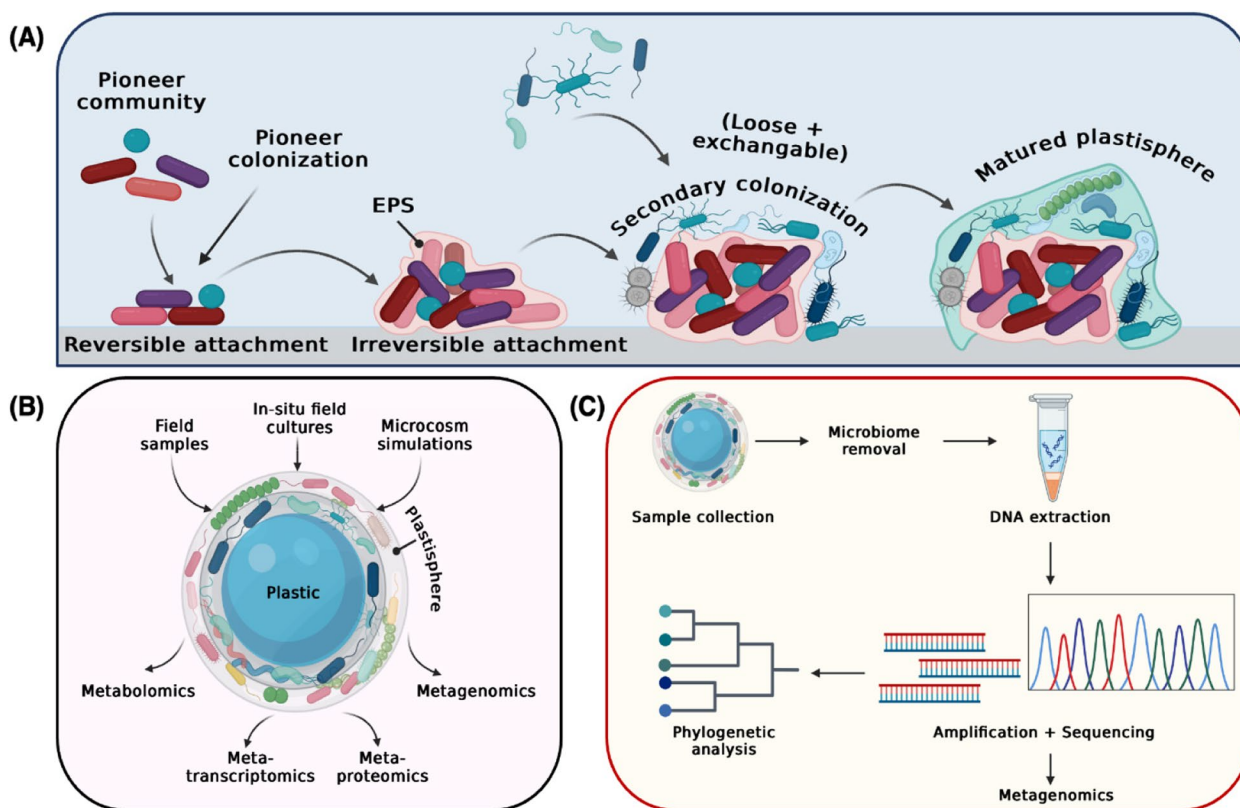 (A)
Pioneer
community
Pioneer
colonization
EPS
(Loose +
exchangable)
Secondary colonization
Matured plastisphere
Reversible attachment
Irreversible attachment
(B)
Field
samples
In-situ field
cultures
Microcosm
simulations
Plastisphere
Plastic
Metabolomics
Metagenomics
Meta-
transcriptomics
Meta-
proteomics
(C)
Sample collection
Microbiome
removal
DNA extraction
Phylogenetic
analysis
Amplification + Sequencing
Metagenomics